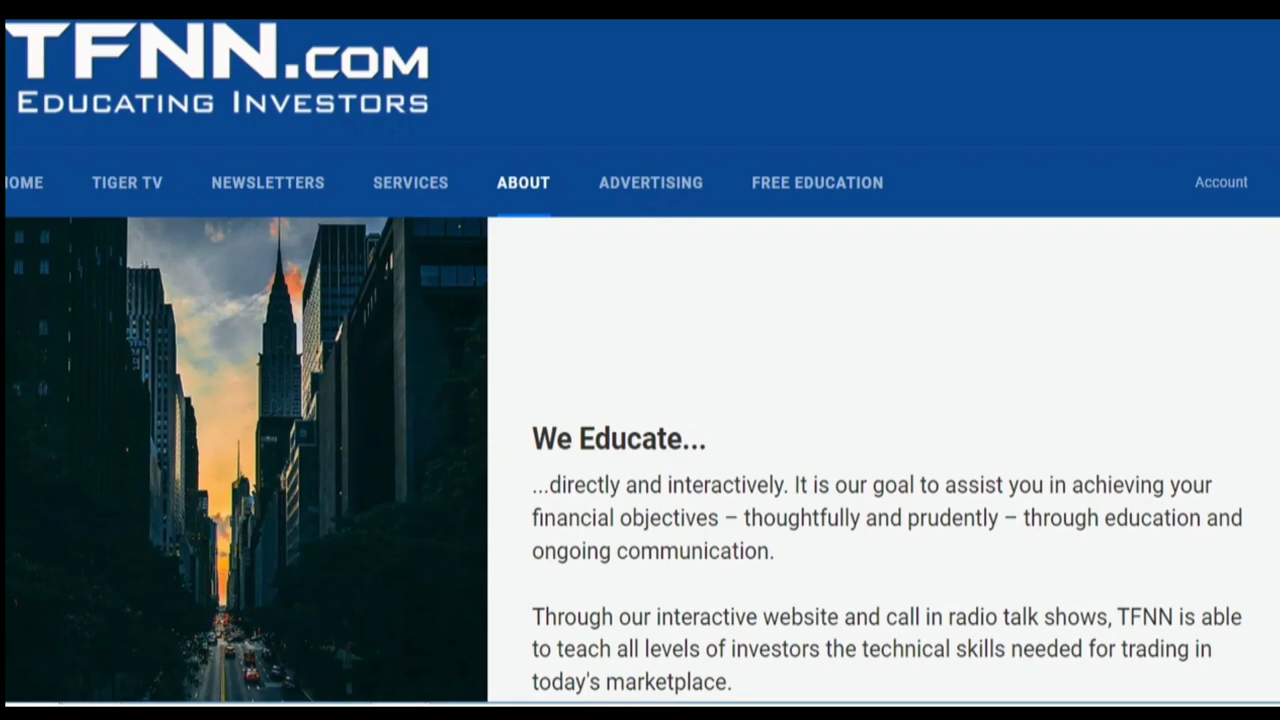 TFNN.COM
EDUCATING INVESTORS
HOME TIGER TV NEWSLETTERS SERVICES ABOUT ADVERTISING FREE EDUCATION Account
We Educate...
...directly and interactively. It is our goal to assist you in achieving your
financial objectives – thoughtfully and prudently – through education and
ongoing communication.
Through our interactive website and call in radio talk shows, TFNN is able
to teach all levels of investors the technical skills needed for trading in
today's marketplace.